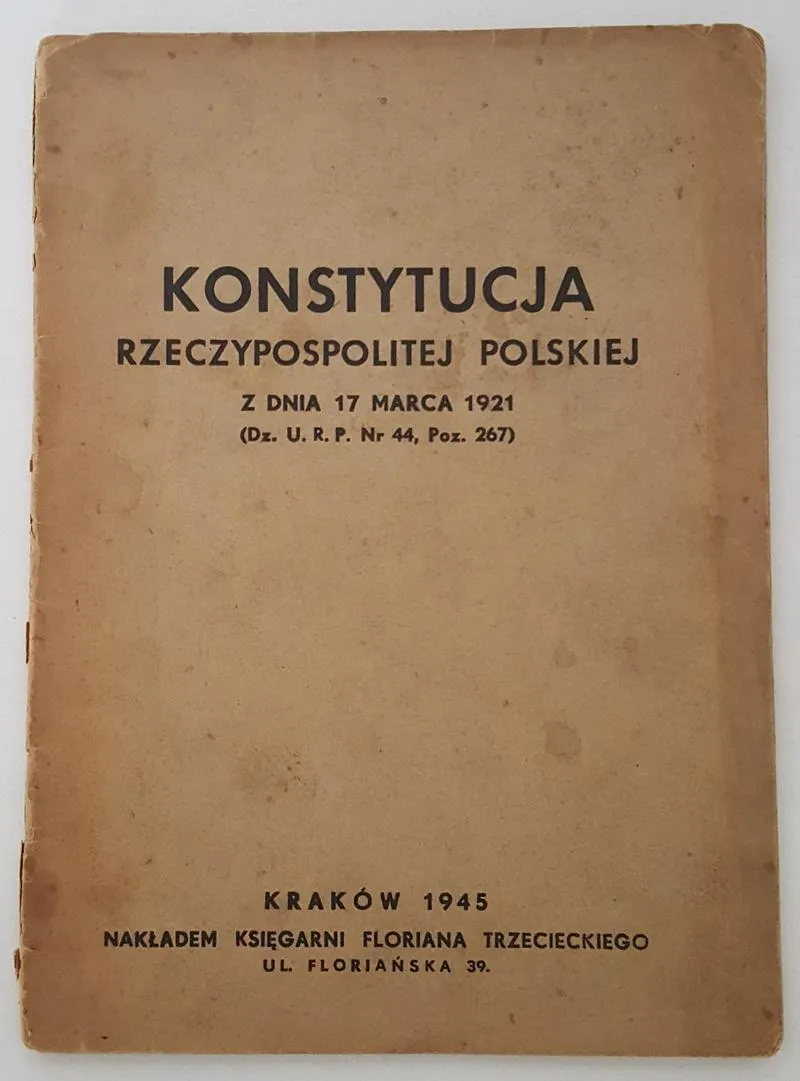 KONSTYTUCJA
RZECZYPOSPOLITEJ POLSKIEJ
Z DNIA 17 MARCA 1921
(Dz. U. R. P. Nr 44, Poz. 267)
KRAKÓW 1945
NAKŁADEM KSIĘGARNI FLORIANA TRZECIECKIEGO
UL. FLORIAŃSKA 39.